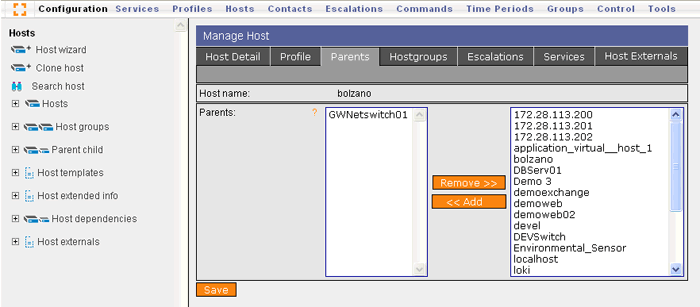 Configuration Services Profiles Hosts Contacts Escalations Commands Time Periods Groups Control Tools
Hosts
Host wizard
Clone host
Search host
Hosts
Host groups
Parent child
Host templates
Host extended info
Host dependencies
Host externals
Manage Host
Host Detail Profile Parents Hostgroups Escalations Services Host Externals
Host name: bolzano
Parents: ?
GWNetswitch01
Remove >>
<< Add
172.28.113.200
172.28.113.201
172.28.113.202
application_virtual__host_1
bolzano
DBServ01
Demo 3
demoexchange
demoweb
demoweb02
devel
DEVSwitch
Environmental_Sensor
localhost
loki
Save